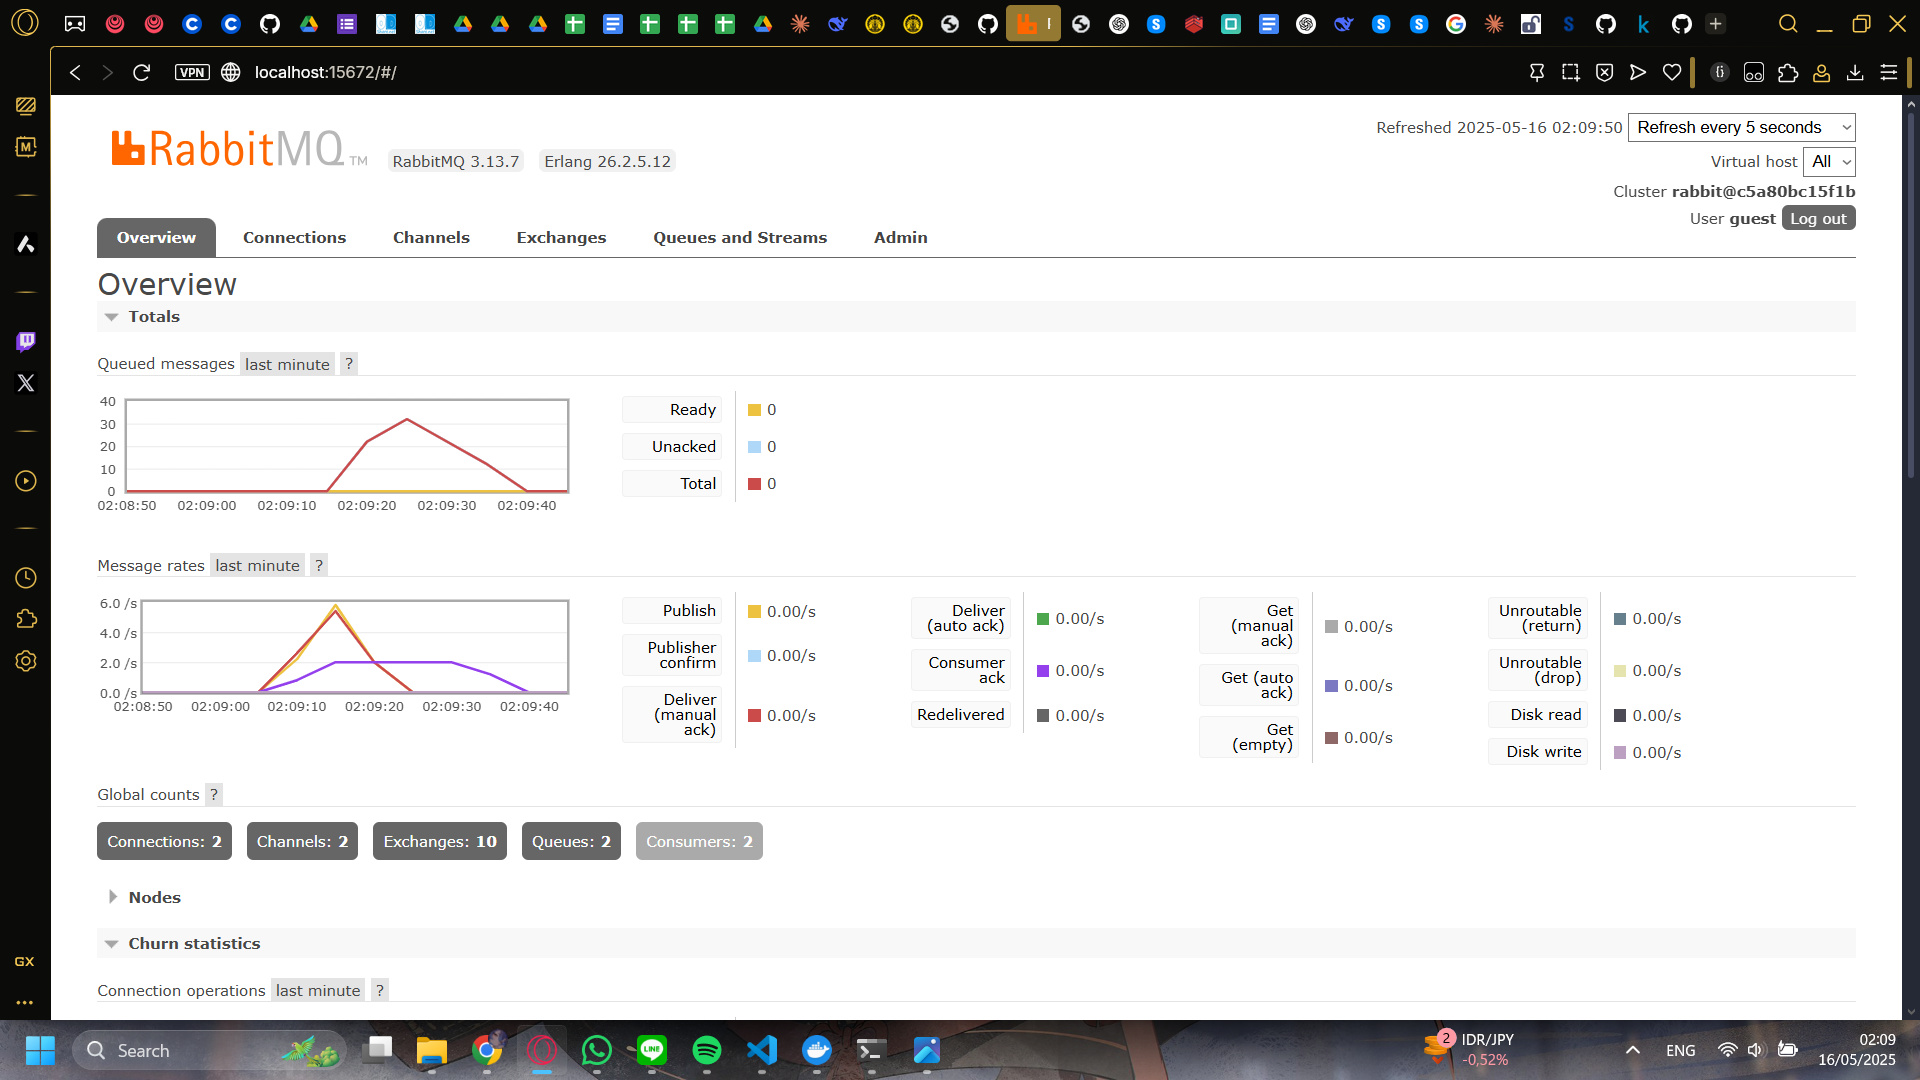 VPN localhost:15672/#/
RabbitMQ TM RabbitMQ 3.13.7 Erlang 26.2.5.12
Refreshed 2025-05-16 02:09:50 Refresh every 5 seconds
Virtual host All
Cluster rabbit@c5a80bc15f1b
User guest Log out
Overview Connections Channels Exchanges Queues and Streams Admin
Overview
Totals
Queued messages last minute ?
40
30
20
10
0
02:08:50 02:09:00 02:09:10 02:09:20 02:09:30 02:09:40
Ready 0
Unacked 0
Total 0
Message rates last minute ?
6.0 /s
4.0 /s
2.0 /s
0.0 /s
02:08:50 02:09:00 02:09:10 02:09:20 02:09:30 02:09:40
Publish 0.00/s
Publisher
confirm 0.00/s
Deliver
(manual
ack) 0.00/s
Deliver
(auto ack) 0.00/s
Consumer
ack 0.00/s
Redelivered 0.00/s
Get
(manual
ack) 0.00/s
Get (auto
ack) 0.00/s
Get
(empty) 0.00/s
Unroutable
(return) 0.00/s
Unroutable
(drop) 0.00/s
Disk read 0.00/s
Disk write 0.00/s
Global counts ?
Connections: 2 Channels: 2 Exchanges: 10 Queues: 2 Consumers: 2
Nodes
Churn statistics
Connection operations last minute ?
GX
Search
2 IDR/JPY
-0,52%
ENG
02:09
16/05/2025